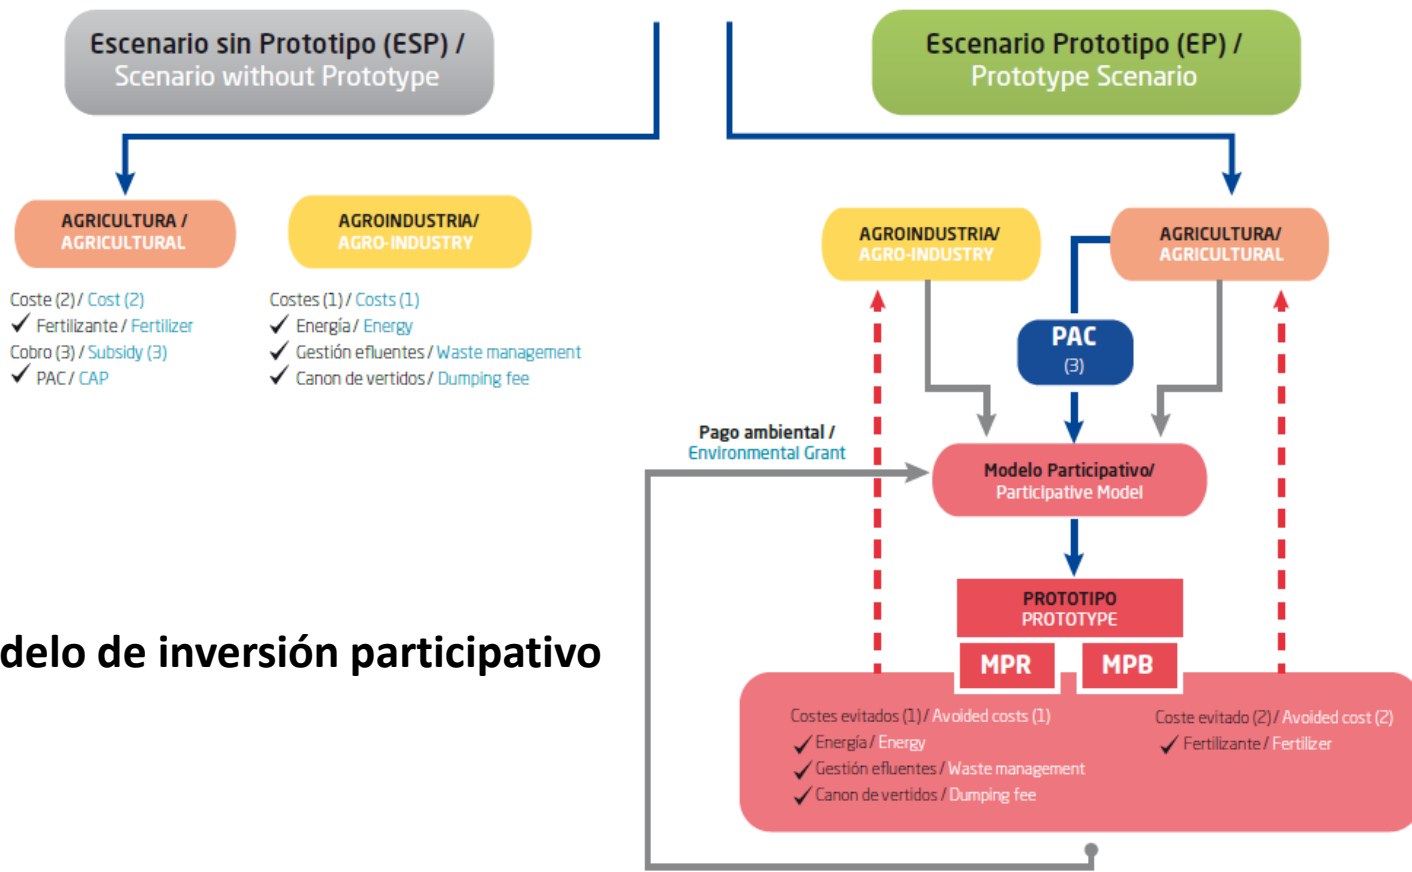 Escenario sin Prototipo (ESP) /
Scenario without Prototype
Escenario Prototipo (EP) /
Prototype Scenario
AGRICULTURA /
AGRICULTURAL
AGROINDUSTRIA/
AGRO-INDUSTRY
Coste (2) / Cost (2)
✓ Fertilizante / Fertilizer
Cobro (3) / Subsidy (3)
✓ PAC / CAP
Costes (1) / Costs (1)
✓ Energía / Energy
✓ Gestión efluentes / Waste management
✓ Canon de vertidos / Dumping fee
AGROINDUSTRIA/
AGRO-INDUSTRY
AGRICULTURA/
AGRICULTURAL
PAC
(3)
Pago ambiental /
Environmental Grant
Modelo Participativo/
Participative Model
PROTOTIPO
PROTOTYPE
MPR
MPB
delo de inversión participativo
Costes evitados (1) / Avoided costs (1)
✓ Energía / Energy
✓ Gestión efluentes / Waste management
✓ Canon de vertidos / Dumping fee
Coste evitado (2) / Avoided cost (2)
✓ Fertilizante / Fertilizer